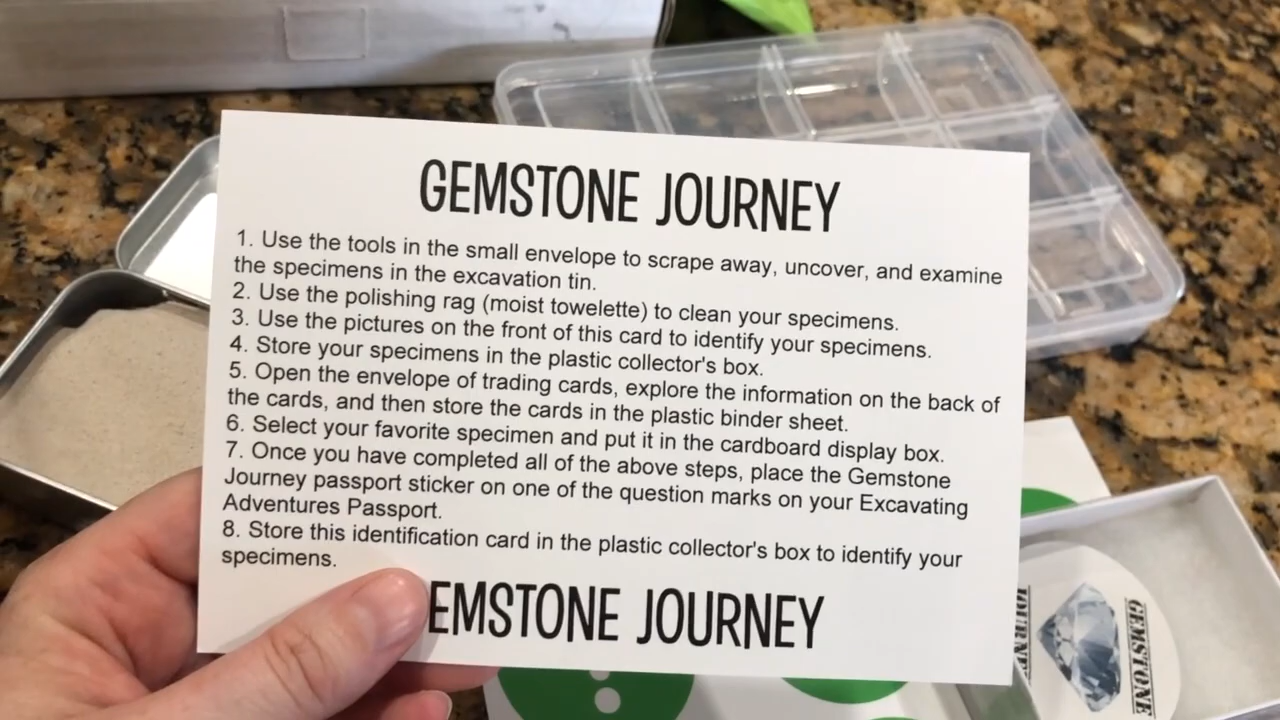 GEMSTONE JOURNEY
1. Use the tools in the small envelope to scrape away, uncover, and examine
the specimens in the excavation tin.
2. Use the polishing rag (moist towelette) to clean your specimens.
3. Use the pictures on the front of this card to identify your specimens.
4. Store your specimens in the plastic collector's box.
5. Open the envelope of trading cards, explore the information on the back of
the cards, and then store the cards in the plastic binder sheet.
6. Select your favorite specimen and put it in the cardboard display box.
7. Once you have completed all of the above steps, place the Gemstone
Journey passport sticker on one of the question marks on your Excavating
Adventures Passport.
8. Store this identification card in the plastic collector's box to identify your
specimens.
EMSTONE JOURNEY
GEMSTONE